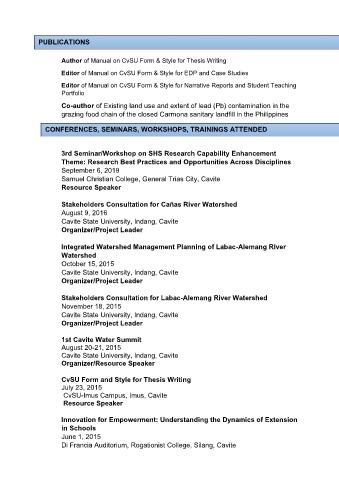 PUBLICATIONS
Author of Manual on CvSU Form & Style for Thesis Writing
Editor of Manual on CvSU Form & Style for EDP and Case Studies
Editor of Manual on CvSU Form & Style for Narrative Reports and Student Teaching
Portfolio
Co-author of Existing land use and extent of lead (Pb) contamination in the
grazing food chain of the closed Carmona sanitary landfill in the Philippines
CONFERENCES, SEMINARS, WORKSHOPS, TRAININGS ATTENDED
3rd Seminar/Workshop on SHS Research Capability Enhancement
Theme: Research Best Practices and Opportunities Across Disciplines
September 6, 2019
Samuel Christian College, General Trias City, Cavite
Resource Speaker
Stakeholders Consultation for Cañas River Watershed
August 9, 2016
Cavite State University, Indang, Cavite
Organizer/Project Leader
Integrated Watershed Management Planning of Labac-Alemang River
Watershed
October 15, 2015
Cavite State University, Indang, Cavite
Organizer/Project Leader
Stakeholders Consultation for Labac-Alemang River Watershed
November 18, 2015
Cavite State University, Indang, Cavite
Organizer/Project Leader
1st Cavite Water Summit
August 20-21, 2015
Cavite State University, Indang, Cavite
Organizer/Resource Speaker
CvSU Form and Style for Thesis Writing
July 23, 2015
CvSU-Imus Campus, Imus, Cavite
Resource Speaker
Innovation for Empowerment: Understanding the Dynamics of Extension
in Schools
June 1, 2015
Di Francia Auditorium, Rogationist College, Silang, Cavite